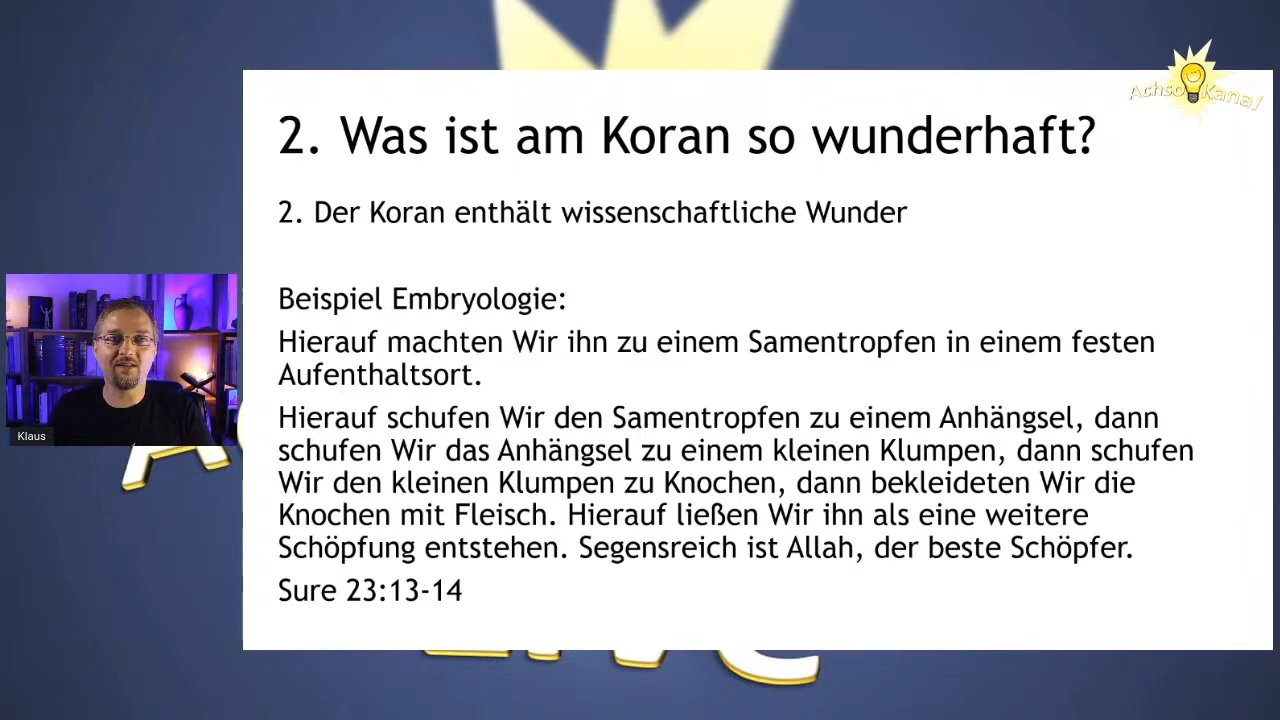 Achso Kanal
2. Was ist am Koran so wunderhaft?
2. Der Koran enthält wissenschaftliche Wunder
Beispiel Embryologie:
Hierauf machten Wir ihn zu einem Samentropfen in einem festen
Aufenthaltsort.
Hierauf schufen Wir den Samentropfen zu einem Anhängsel, dann
schufen Wir das Anhängsel zu einem kleinen Klumpen, dann schufen
Wir den kleinen Klumpen zu Knochen, dann bekleideten Wir die
Knochen mit Fleisch. Hierauf ließen Wir ihn als eine weitere
Schöpfung entstehen. Segensreich ist Allah, der beste Schöpfer.
Sure 23:13-14
Klaus